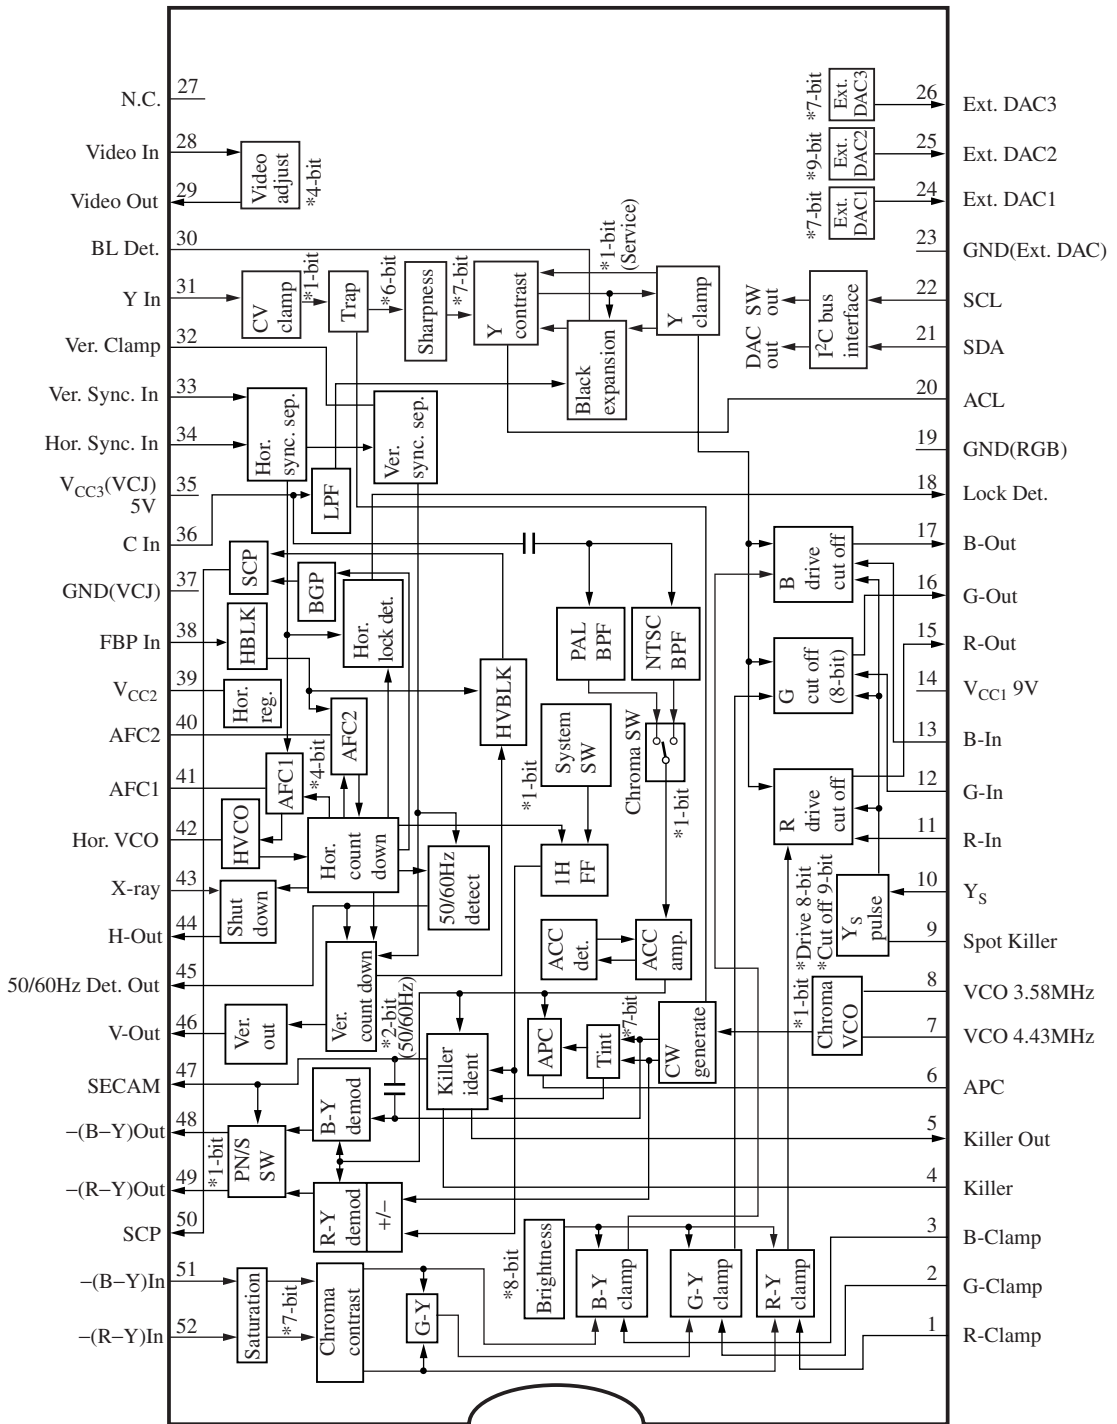 N.C.
27
Video In
28
Video Out
29
Video
adjust
*4-bit
BL Det.
30
Y In
31
CV
clamp
*1-bit
Trap
*6-bit
Sharpness
*7-bit
Y
contrast
*1-bit
(Service)
Y clamp
Black
expansion
Ver. Clamp
32
Ver. Sync. In
33
Hor. Sync. In
34
Hor.
sync. sep.
Ver.
sync. sep.
VCC3(VCJ)
5V
35
LPF
C In
36
SCP
BGP
Hor.
lock det.
GND(VCJ)
37
FBP In
38
HBLK
HVBLK
VCC2
39
Hor.
reg.
AFC2
40
AFC2
AFC1
41
AFC1
*4-bit
Hor. VCO
42
HVCO
Hor.
count
down
X-ray
43
Shut
down
H-Out
44
50/60Hz
detect
50/60Hz Det. Out
45
V-Out
46
Ver.
out
Ver.
count down
*2-bit
(50/60Hz)
SECAM
47
Killer
ident
−(B−Y)Out
48
B-Y
demod
*1-bit
PN/S
SW
−(R−Y)Out
49
R-Y
demod
+/−
SCP
50
−(B−Y)In
51
−(R−Y)In
52
Saturation
*7-bit
Chroma
contrast
G-Y
*8-bit
Brightness
B-Y
clamp
G-Y
clamp
R-Y
clamp
PAL
BPF
NTSC
BPF
*1-bit
System
SW
Chroma SW
*1-bit
1H
FF
ACC
det.
ACC
amp.
APC
Tint
*7-bit
CW
generate
*7-bit
Ext.
DAC3
26
Ext. DAC3
*9-bit
Ext.
DAC2
25
Ext. DAC2
*7-bit
Ext.
DAC1
24
Ext. DAC1
23
GND(Ext. DAC)
DAC SW
out out
I2C bus
interface
22
SCL
21
SDA
20
ACL
19
GND(RGB)
18
Lock Det.
17
B-Out
B
drive
cut off
16
G-Out
15
R-Out
G
cut off
(8-bit)
14
VCC1 9V
13
B-In
12
G-In
R
drive
cut off
11
R-In
*Drive 8-bit
*Cut off 9-bit
YS
pulse
10
YS
9
Spot Killer
*1-bit
Chroma
VCO
8
VCO 3.58MHz
7
VCO 4.43MHz
6
APC
5
Killer Out
4
Killer
3
B-Clamp
2
G-Clamp
1
R-Clamp